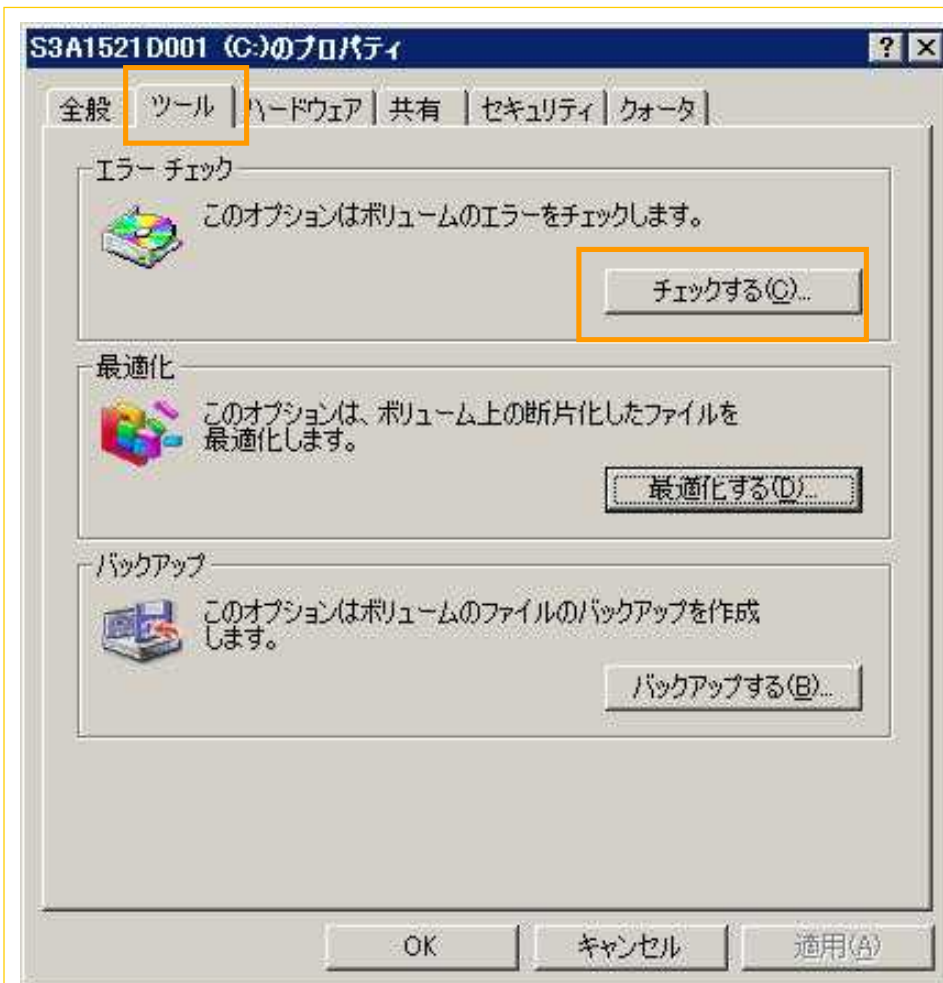 S3A1521D001 (C:)のプロパティ
全般 ツール ハードウェア 共有 セキュリティ クォータ
エラー チェック
このオプションはボリュームのエラーをチェックします。
チェックする(C)...
最適化
このオプションは、ボリューム上の断片化したファイルを
最適化します。
最適化する(D)...
バックアップ
このオプションはボリュームのファイルのバックアップを作成
します。
バックアップする(B)...
OK キャンセル 適用(A)